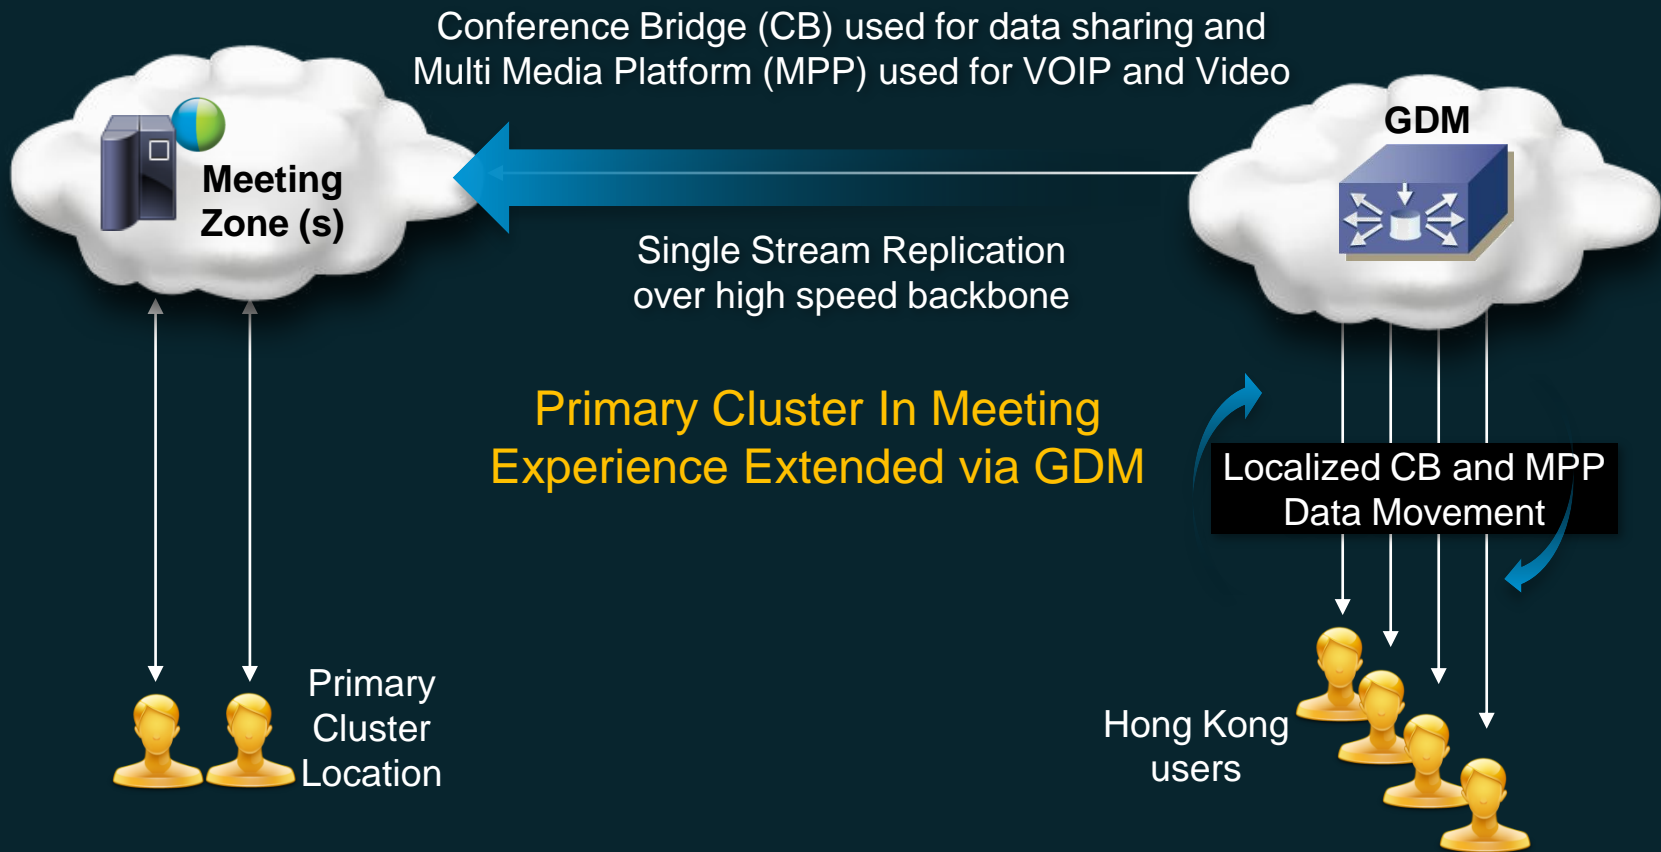 Conference Bridge (CB) used for data sharing and
Multi Media Platform (MPP) used for VOIP and Video
GDM
Meeting
Zone (s)
Single Stream Replication
over high speed backbone
Primary Cluster In Meeting
Experience Extended via GDM
Localized CB and MPP
Data Movement
Primary
Cluster
Location
Hong Kong
users